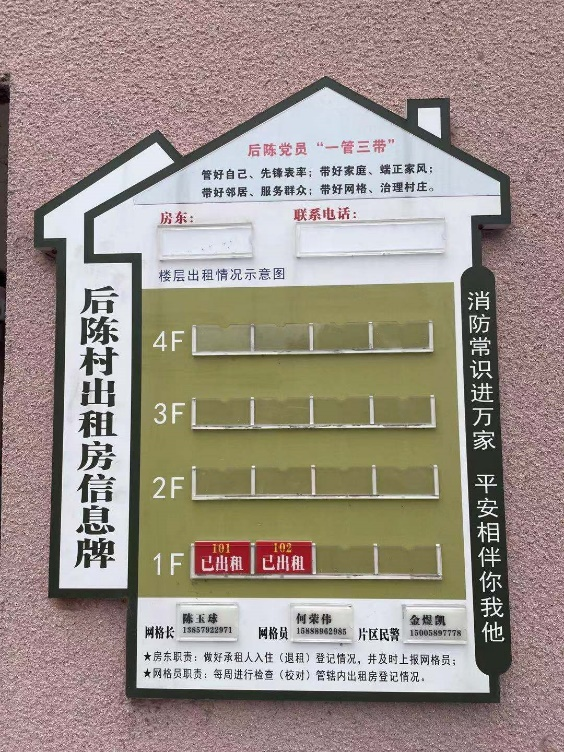 后陈党员“一管三带”
管好自己、先锋表率；带好家庭、端正家风；
带好邻居、服务群众；带好网格、治理村庄。
房东： 联系电话：
楼层出租情况示意图
后陈村出租房信息牌
4F
3F
2F
1F
101 102
已出租 已出租
消防常识进万家 平安相伴你我他
网格长 陈玉球 13857922971
网格员 何荣伟 15888962985
片区民警 金煜凯 15005897778
★房东职责：做好承租人入住（退租）登记情况，并及时上报网格员；
★网格员职责：每周进行检查（校对）管辖内出租房登记情况。